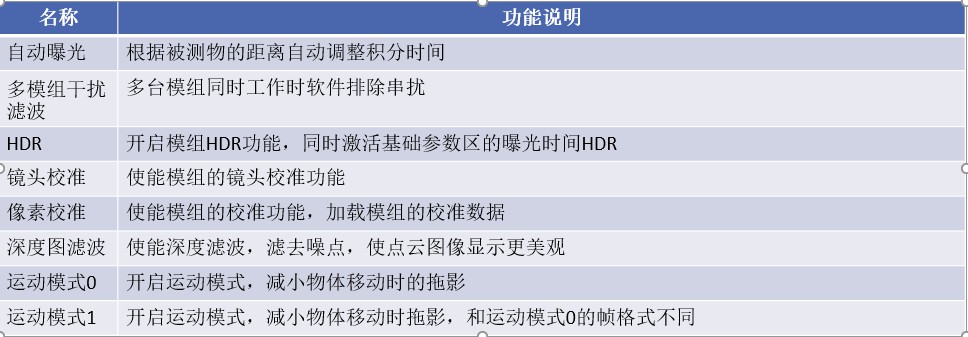 名称 功能说明
自动曝光 根据被测物的距离自动调整积分时间
多模组干扰 多台模组同时工作时软件排除串扰
滤波
HDR 开启模组HDR功能，同时激活基础参数区的曝光时间HDR
镜头校准 使能模组的镜头校准功能
像素校准 使能模组的校准功能，加载模组的校准数据
深度图滤波 使能深度滤波，滤去噪点，使点云图像显示更美观
运动模式0 开启运动模式，减小物体移动时的拖影
运动模式1 开启运动模式，减小物体移动时拖影，和运动模式0的帧格式不同